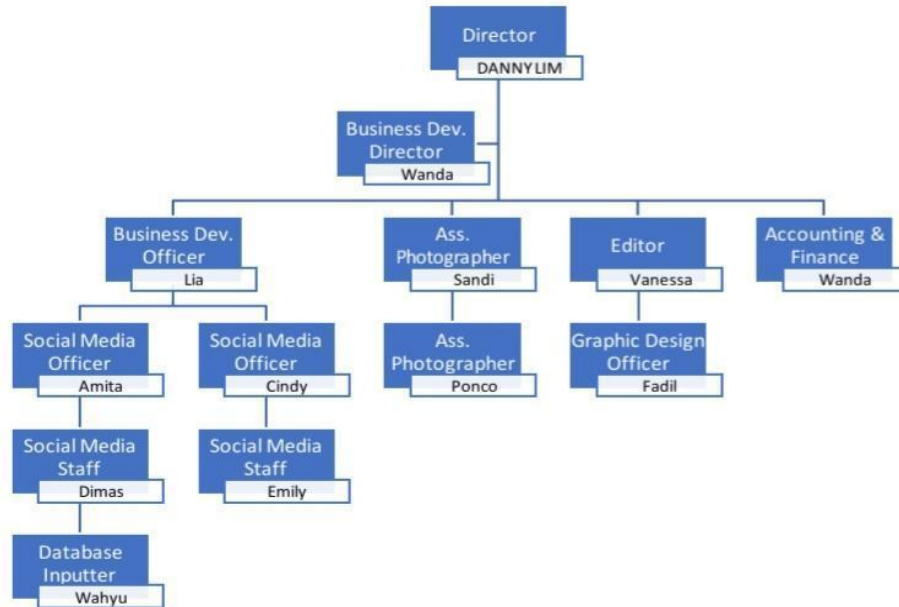 Director
DANNY LIM
Business Dev.
Director
Wanda
Business Dev.
Officer
Lia
Ass.
Photographer
Sandi
Editor
Vanessa
Accounting &
Finance
Wanda
Social Media
Officer
Amita
Social Media
Officer
Cindy
Ass.
Photographer
Ponco
Graphic Design
Officer
Fadil
Social Media
Staff
Dimas
Social Media
Staff
Emily
Database
Inputter
Wahyu